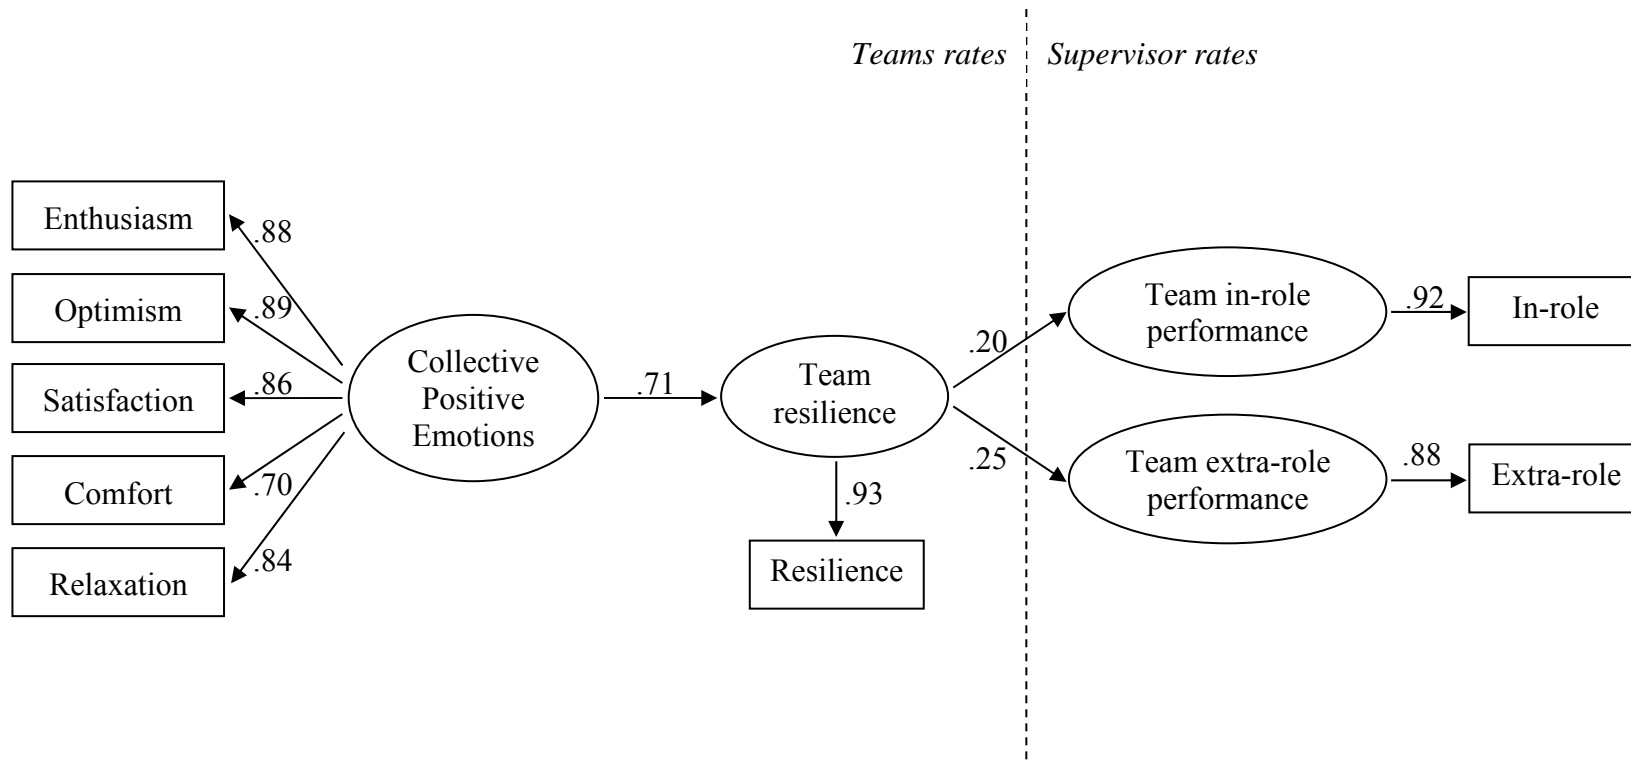 Teams rates
Supervisor rates
Enthusiasm
.88
Optimism
.89
Satisfaction
.86
Comfort
.70
Relaxation
.84
Collective
Positive
Emotions
.71
Team
resilience
.93
Resilience
.20
Team in-role
performance
.92
In-role
.25
Team extra-role
performance
.88
Extra-role